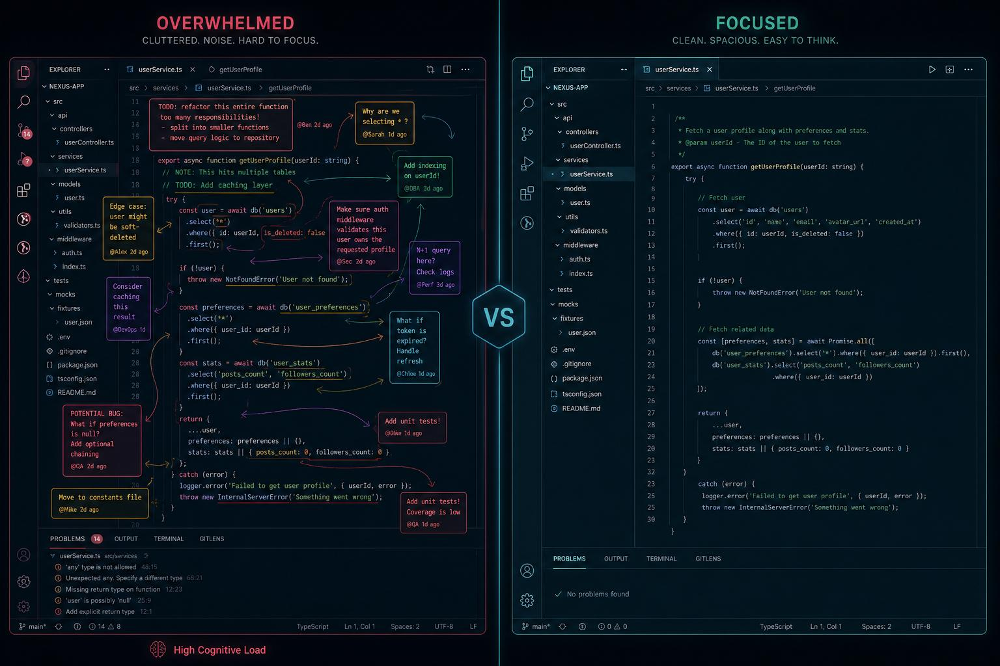 OVERWHELMED
CLUTTERED. NOISE. HARD TO FOCUS.
EXPLORER
userService.ts
getUserProfile
NEXUS-APP
src > services > userService.ts > getUserProfile
src
api
controllers
userController.ts
services
userService.ts
models
user.ts
utils
validators.ts
middleware
auth.ts
index.ts
tests
mocks
fixtures
user.json
.env
.gitignore
package.json
tsconfig.json
README.md
14
7
TODO: refactor this entire function
too many responsibilities!
- split into smaller functions
- move query logic to repository
@Ben 2d ago
Why are we
selecting * ?
@Sarah 1d ago
Add indexing
on userId!
@DBA 3d ago
Edge case:
user might
be soft-
deleted
@Alex 2d ago
Make sure auth
middleware
validates this
user owns the
requested profile
@Sec 2d ago
N+1 query
here?
Check logs
@Perf 3d ago
Consider
caching
this
result
@DevOps 1d
What if
token is
expired?
Handle
refresh
@Chloe 1d ago
POTENTIAL BUG:
What if preferences
is null?
Add optional
chaining
@QA 2d ago
Add unit tests!
1d ago
Move to constants file
@Mike 2d ago
Add unit tests!
Coverage is low
@QA 1d ago
11
13
18 export async function getUserProfile(userId: string) {
18 // NOTE: This hits multiple tables
18 // TODO: Add caching layer
try {
const user = await db('users')
.select('*')
.where({ id: userId, is_deleted: false
.first();
18 if (!user) {
throw new NotFoundError('User not found');
}
const preferences = await db('user_preferences')
.select('*')
.where({ user_id: userId })
.first();
}
const stats = await db('user_stats')
.select('posts_count', 'followers_count')
.where({ user_id: userId })
.first();
}
return {
....user,
preferences: preferences || {},
stats: stats || { posts_count: 0, followers_count: 0 }
};
} catch (error) {
logger.error('Failed to get user profile', { userId, error });
throw new InternalServerError('Something went wrong');
}
}
PROBLEMS 14 OUTPUT TERMINAL GITLENS
userService.ts src/services
'any' type is not allowed 48:15
Unexpected any. Specify a different type 68:21
Missing return type on function 12:23
'user' is possibly 'null' 25:9
Add explicit return type 12:1
main* 14 8 TypeScript Ln 1, Col 1 Spaces: 2 UTF-8 LF
High Cognitive Load
VS
FOCUSED
CLEAN. SPACIOUS. EASY TO THINK.
EXPLORER
userService.ts
NEXUS-APP
src > services > userService.ts > getUserProfile
src
api
controllers
userController.ts
services
userService.ts
models
user.ts
utils
validators.ts
middleware
auth.ts
index.ts
tests
mocks
fixtures
user.json
.env
.gitignore
package.json
tsconfig.json
README.md
1
2 /**
3 * Fetch a user profile along with preferences and stats.
4 * @param userId - The ID of the user to fetch
5 */
6 export async function getUserProfile(userId: string) {
7 try {
8
9 // Fetch user
10 const user = await db('users')
11 .select('id', 'name', 'email', 'avatar_url', 'created_at')
12 .where({ id: userId, is_deleted: false })
13 .first();
14
15 if (!user) {
16 throw new NotFoundError('User not found');
17 }
18
19 // Fetch related data
20 const [preferences, stats] = await Promise.all([
21 db('user_preferences').select('*').where({ user_id: userId }).first(),
23 db('user_stats').select('posts_count', 'followers_count')
24 .where({ user_id: userId })
25 ]);
26
27 return {
28 ...user,
29 preferences: preferences || {},
20 stats: stats || { posts_count: 0, followers_count: 0 }
23 }
32 }
23 catch (error) {
25 logger.error('Failed to get user profile', { userId, error });
25 throw new InternalServerError('Something went wrong');
30 }
}
PROBLEMS OUTPUT TERMINAL GITLENS
No problems found
main* 0 0 TypeScript Ln 1, Col 1 Spaces: 2 UTF-8 LF